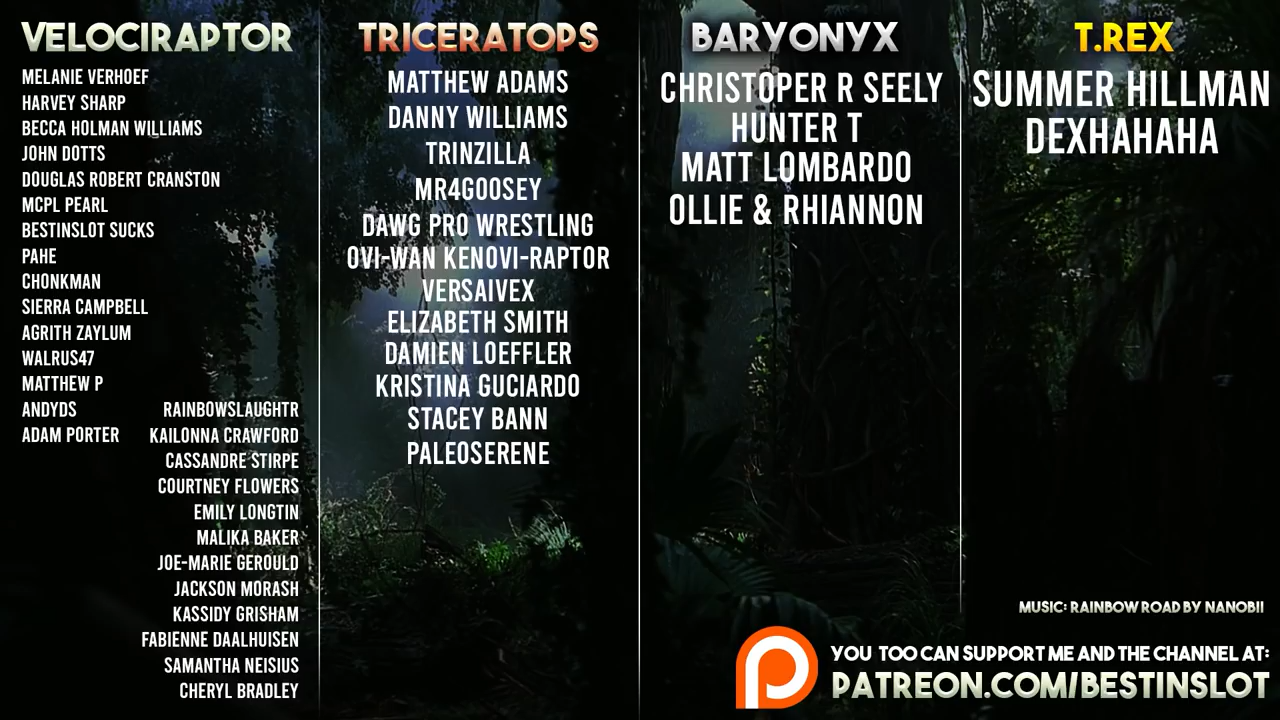 VELOCIRAPTOR
MELANIE VERHOEF
HARVEY SHARP
BECCA HOLMAN WILLIAMS
JOHN DOTTS
DOUGLAS ROBERT CRANSTON
MCPL PEARL
BESTINSLOT SUCKS
PAHE
CHONKMAN
SIERRA CAMPBELL
AGRITH ZAYLUM
WALRUS47
MATTHEW P
ANDYDS
ADAM PORTER
RAINBOWSLAUGHTR
KAILONNA CRAWFORD
CASSANDRE STIRPE
COURTNEY FLOWERS
EMILY LONGTIN
MALIKA BAKER
JOE-MARIE GEROULD
JACKSON MORASH
KASSIDY GRISHAM
FABIENNE DAALHUISEN
SAMANTHA NEISIUS
CHERYL BRADLEY
TRICERATOPS
MATTHEW ADAMS
DANNY WILLIAMS
TRINZILLA
MR4GOOSEY
DAWG PRO WRESTLING
OVI-WAN KENOVI-RAPTOR
VERSAIVEX
ELIZABETH SMITH
DAMIEN LOEFFLER
KRISTINA GUCIARDO
STACEY BANN
PALEOSERENE
BARYONYX
CHRISTOPER R SEELY
HUNTER T
MATT LOMBARDO
OLLIE & RHIANNON
T.REX
SUMMER HILLMAN
DEXHAHAHA
MUSIC: RAINBOW ROAD BY NANOBII
YOU TOO CAN SUPPORT ME AND THE CHANNEL AT:
PATREON.COM/BESTINSLOT